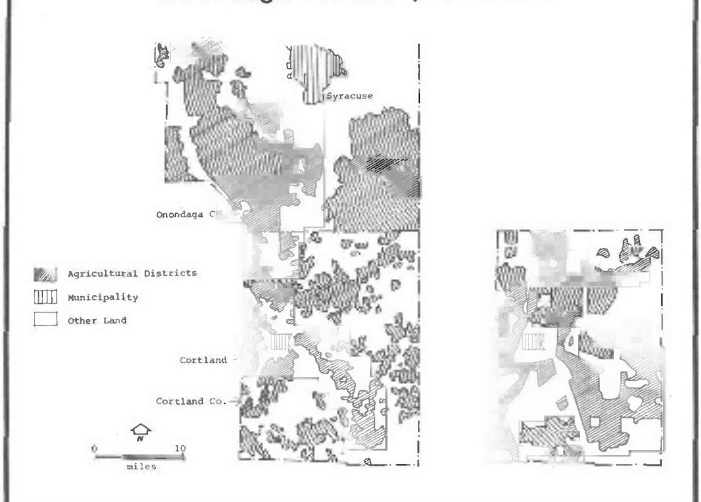 Syracuse
Onondaga C
Agricultural Districts
Municipality
Other Land
Cortland
Cortland Co.
N
0 10
miles